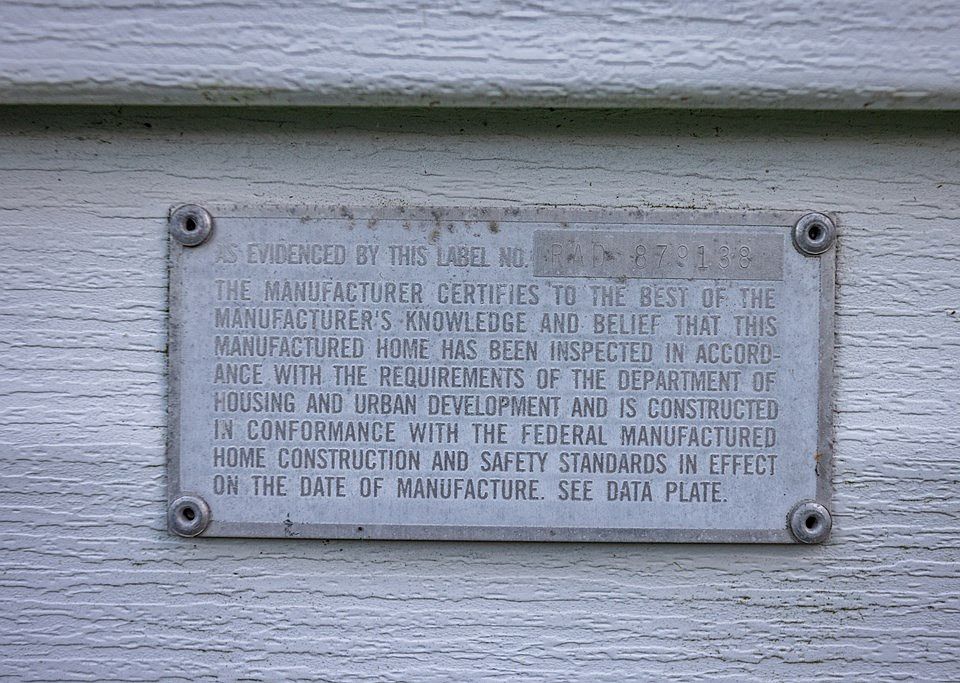 AS EVIDENCED BY THIS LABEL NO. RAD 879138
THE MANUFACTURER CERTIFIES TO THE BEST OF THE
MANUFACTURER'S KNOWLEDGE AND BELIEF THAT THIS
MANUFACTURED HOME HAS BEEN INSPECTED IN ACCORD-
ANCE WITH THE REQUIREMENTS OF THE DEPARTMENT OF
HOUSING AND URBAN DEVELOPMENT AND IS CONSTRUCTED
IN CONFORMANCE WITH THE FEDERAL MANUFACTURED
HOME CONSTRUCTION AND SAFETY STANDARDS IN EFFECT
ON THE DATE OF MANUFACTURE. SEE DATA PLATE.